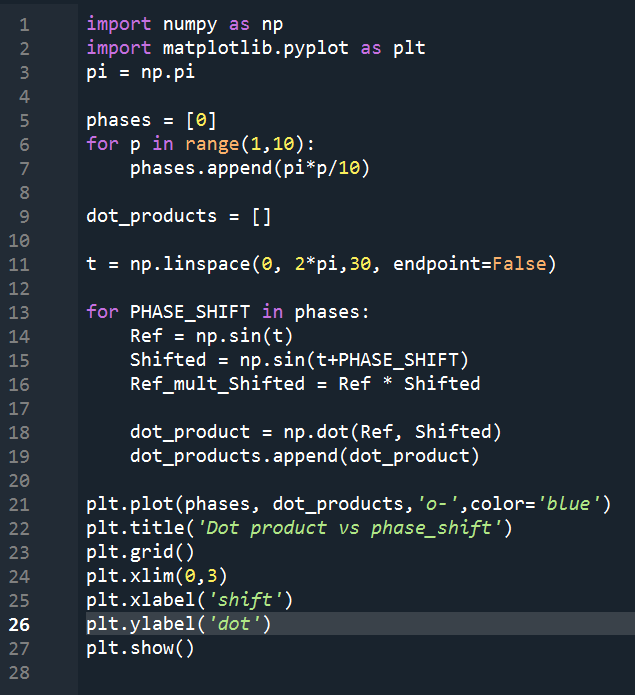 1 import numpy as np
2 import matplotlib.pyplot as plt
3 pi = np.pi
4
5 phases = [0]
6 for p in range(1,10):
7     phases.append(pi*p/10)
8
9 dot_products = []
10
11 t = np.linspace(0, 2*pi,30, endpoint=False)
12
13 for PHASE_SHIFT in phases:
14     Ref = np.sin(t)
15     Shifted = np.sin(t+PHASE_SHIFT)
16     Ref_mult_Shifted = Ref * Shifted
17
18     dot_product = np.dot(Ref, Shifted)
19     dot_products.append(dot_product)
20
21 plt.plot(phases, dot_products,'o-',color='blue')
22 plt.title('Dot product vs phase_shift')
23 plt.grid()
24 plt.xlim(0,3)
25 plt.xlabel('shift')
26 plt.ylabel('dot')
27 plt.show()
28